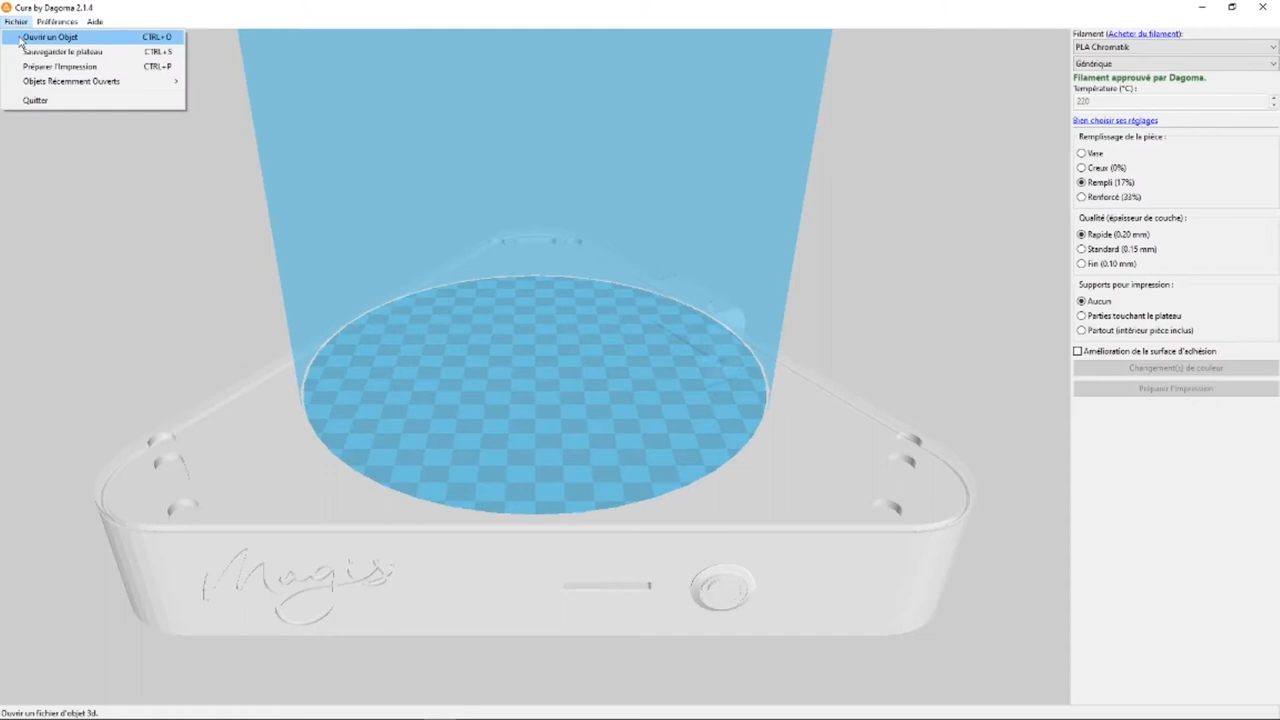 Cura by Dagoma 2.1.4
Fichier Préférences Aide
Ouvrir un Objet CTRL+O
Sauvegarder le plateau CTRL+S
Préparer l'Impression CTRL+P
Objets Récemment Ouverts
Quitter
Filament (Acheter du filament):
PLA Chromatik
Générique
Filament approuvé par Dagoma.
Température (°C) :
220
Bien choisir ses réglages
Remplissage de la pièce :
Vase
Creux (0%)
Rempli (17%)
Renforcé (33%)
Qualité (épaisseur de couche) :
Rapide (0.20 mm)
Standard (0.15 mm)
Fin (0.10 mm)
Supports pour impression :
Aucun
Parties touchant le plateau
Partout (intérieur pièce inclus)
Amélioration de la surface d'adhésion
Changement(s) de couleur
Préparer l'Impression
Magis
Ouvrir un fichier d'objet 3d.